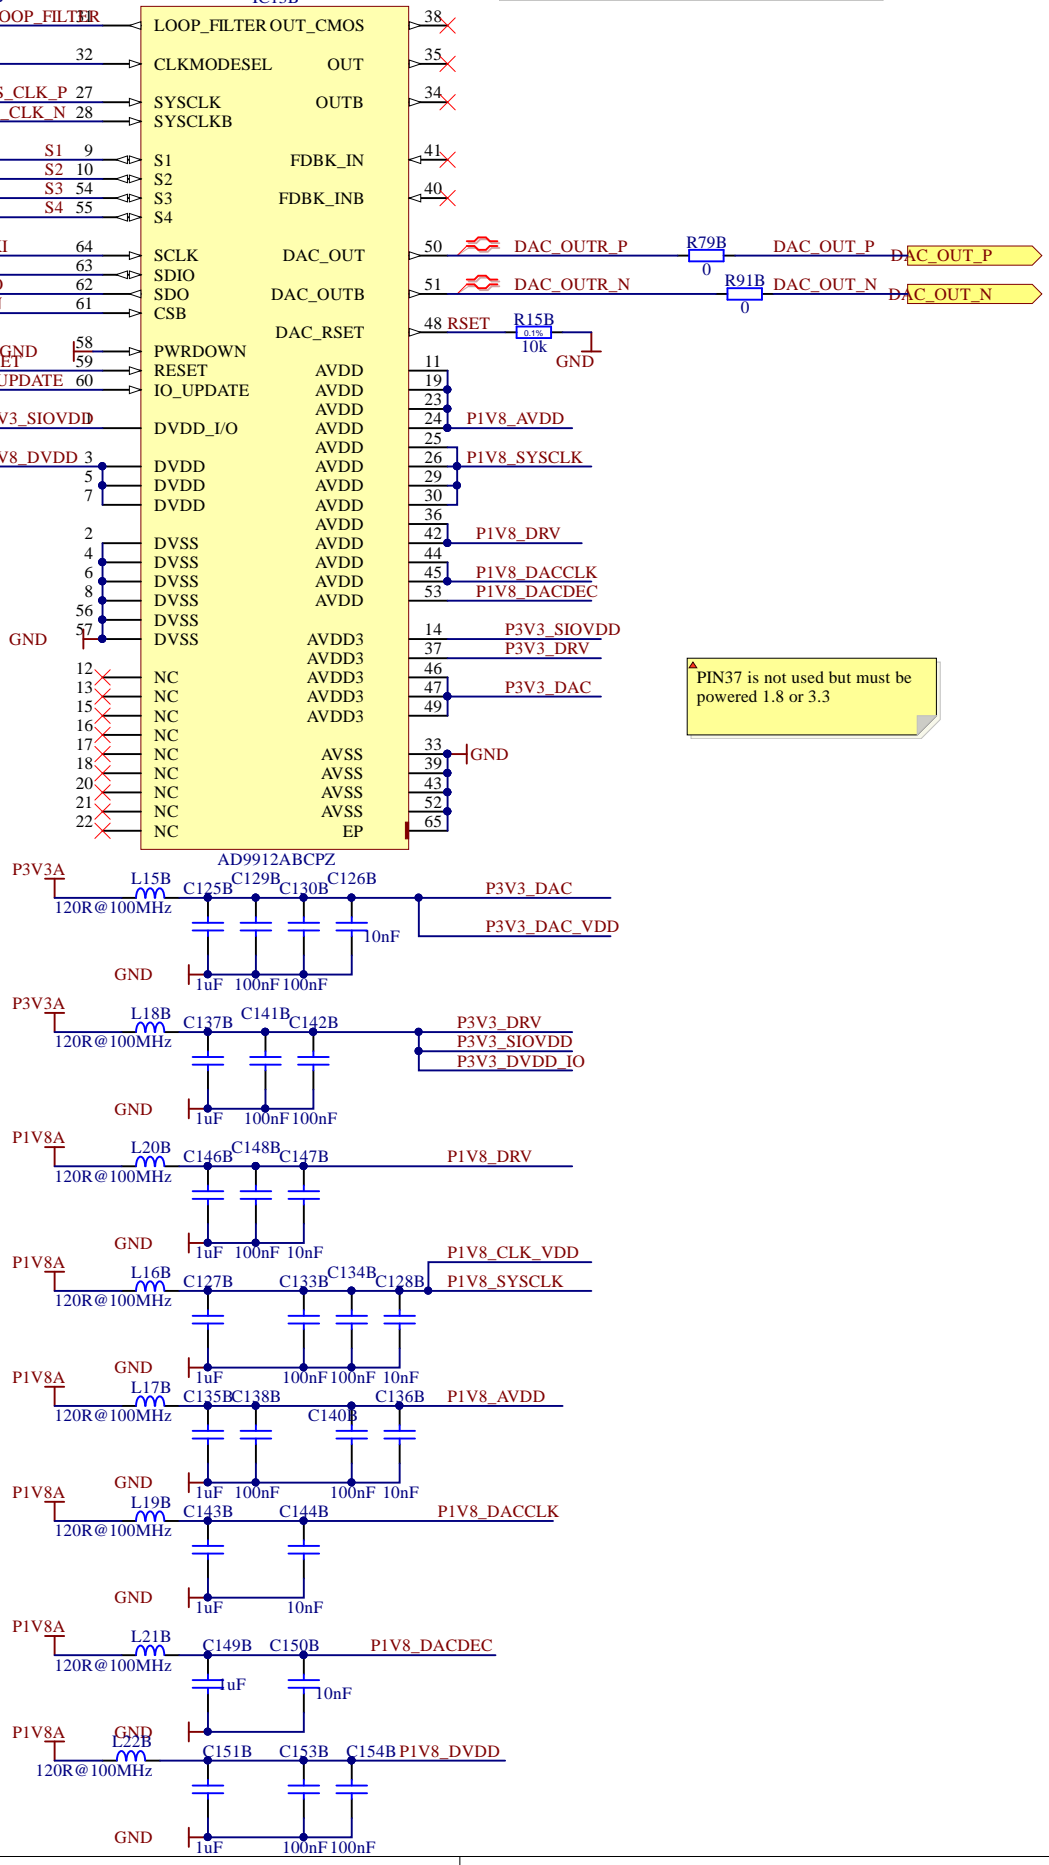 IC13B
LOOP_FILTER 31 LOOP_FILTER OUT_CMOS 38
32 CLKMODESEL OUT 35
S_CLK_P 27 SYSCLK OUTB 34
_CLK_N 28 SYSCLKB
S1 9 S1 FDBK_IN 41
S2 10 S2
S3 54 S3 FDBK_INB 40
S4 55 S4
64 SCLK DAC_OUT 50 DAC_OUTR_P R79B 0 DAC_OUT_P DAC_OUT_P
63 SDIO
62 SDO DAC_OUTB 51 DAC_OUTR_N R91B 0 DAC_OUT_N DAC_OUT_N
61 CSB
DAC_RSET 48 RSET R15B 0.1% 10k GND
GND 58 PWRDOWN
ET 59 RESET AVDD 11
UPDATE 60 IO_UPDATE AVDD 19
AVDD 23
V3_SIOVDD 1 DVDD_I/O AVDD 24 P1V8_AVDD
AVDD 25
V8_DVDD 3 DVDD AVDD 26 P1V8_SYSCLK
5 DVDD AVDD 29
7 DVDD AVDD 30
AVDD 36
2 DVSS AVDD 42 P1V8_DRV
4 DVSS AVDD 44
6 DVSS AVDD 45 P1V8_DACCLK
8 DVSS AVDD 53 P1V8_DACDEC
56 DVSS
GND 57 DVSS AVDD3 14 P3V3_SIOVDD
AVDD3 37 P3V3_DRV
12 NC AVDD3 46
13 NC AVDD3 47 P3V3_DAC
15 NC AVDD3 49
16 NC
17 NC AVSS 33 GND
18 NC AVSS 39
20 NC AVSS 43
21 NC AVSS 52
22 NC EP 65
AD9912ABCPZ
PIN37 is not used but must be
powered 1.8 or 3.3
P3V3A L15B C125B C129B C130B C126B P3V3_DAC
120R@100MHz
P3V3_DAC_VDD
10nF
GND 1uF 100nF 100nF
P3V3A L18B C137B C141B C142B P3V3_DRV
120R@100MHz P3V3_SIOVDD
P3V3_DVDD_IO
GND 1uF 100nF 100nF
P1V8A L20B C146B C148B C147B P1V8_DRV
120R@100MHz
GND 1uF 100nF 10nF
P1V8_CLK_VDD
P1V8A L16B C127B C133B C134B C128B P1V8_SYSCLK
120R@100MHz
GND 1uF 100nF 100nF 10nF
P1V8A L17B C135B C138B C140B C136B P1V8_AVDD
120R@100MHz
GND 1uF 100nF 100nF 10nF
P1V8A L19B C143B C144B P1V8_DACCLK
120R@100MHz
GND 1uF 10nF
P1V8A L21B C149B C150B P1V8_DACDEC
120R@100MHz
1uF 10nF
GND
P1V8A L22B C151B C153B C154B P1V8_DVDD
120R@100MHz
GND 1uF 100nF 100nF